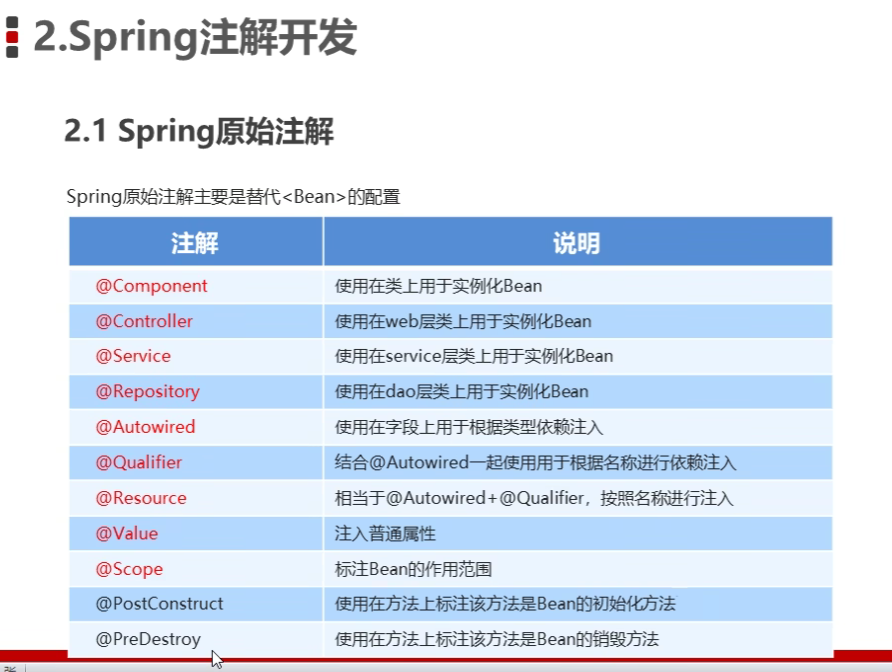 2.Spring注解开发
2.1 Spring原始注解
Spring原始注解主要是替代<Bean>的配置
注解 说明
@Component 使用在类上用于实例化Bean
@Controller 使用在web层类上用于实例化Bean
@Service 使用在service层类上用于实例化Bean
@Repository 使用在dao层类上用于实例化Bean
@Autowired 使用在字段上用于根据类型依赖注入
@Qualifier 结合@Autowired一起使用用于根据名称进行依赖注入
@Resource 相当于@Autowired+@Qualifier，按照名称进行注入
@Value 注入普通属性
@Scope 标注Bean的作用范围
@PostConstruct 使用在方法上标注该方法是Bean的初始化方法
@PreDestroy 使用在方法上标注该方法是Bean的销毁方法